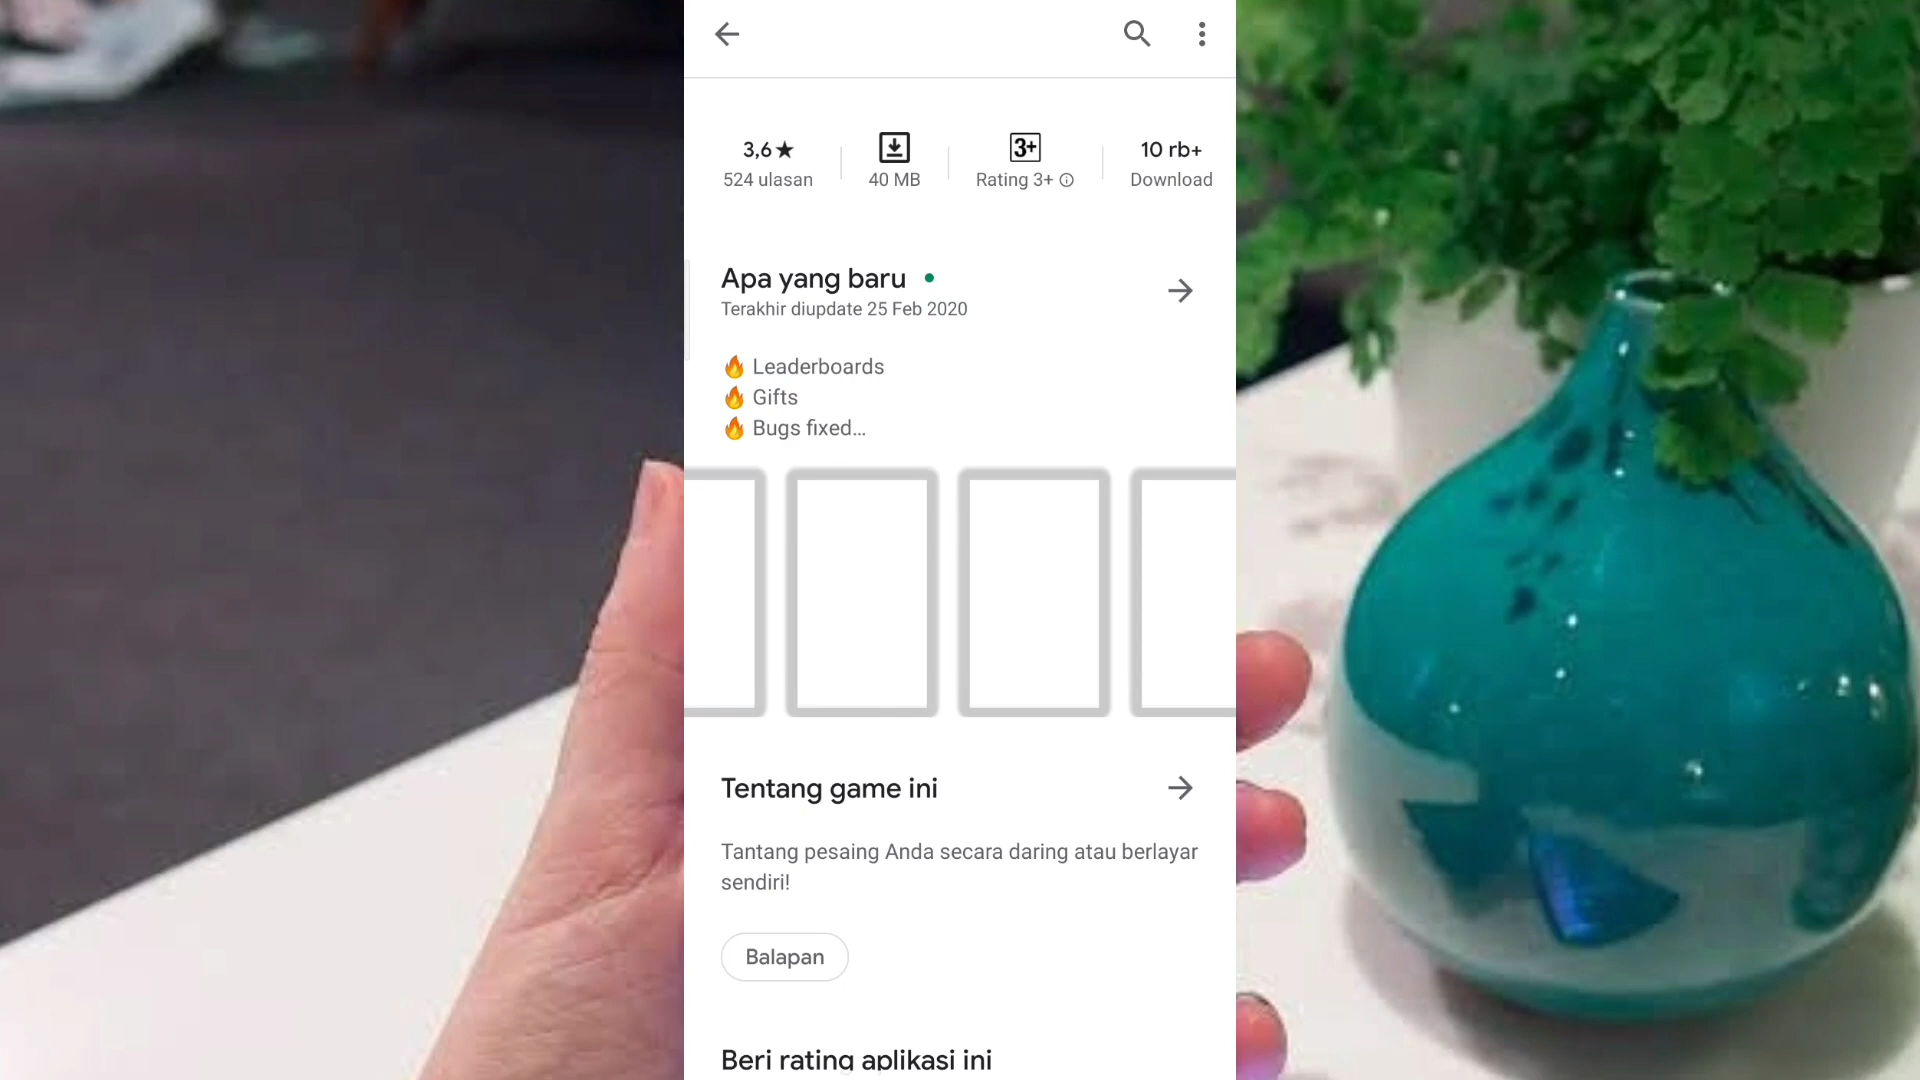 3,6★
524 ulasan
40 MB
3+
Rating 3+
10 rb+
Download
Apa yang baru
Terakhir diupdate 25 Feb 2020
🔥 Leaderboards
🔥 Gifts
🔥 Bugs fixed...
Tentang game ini
Tantang pesaing Anda secara daring atau berlayar
sendiri!
Balapan
Beri rating aplikasi ini